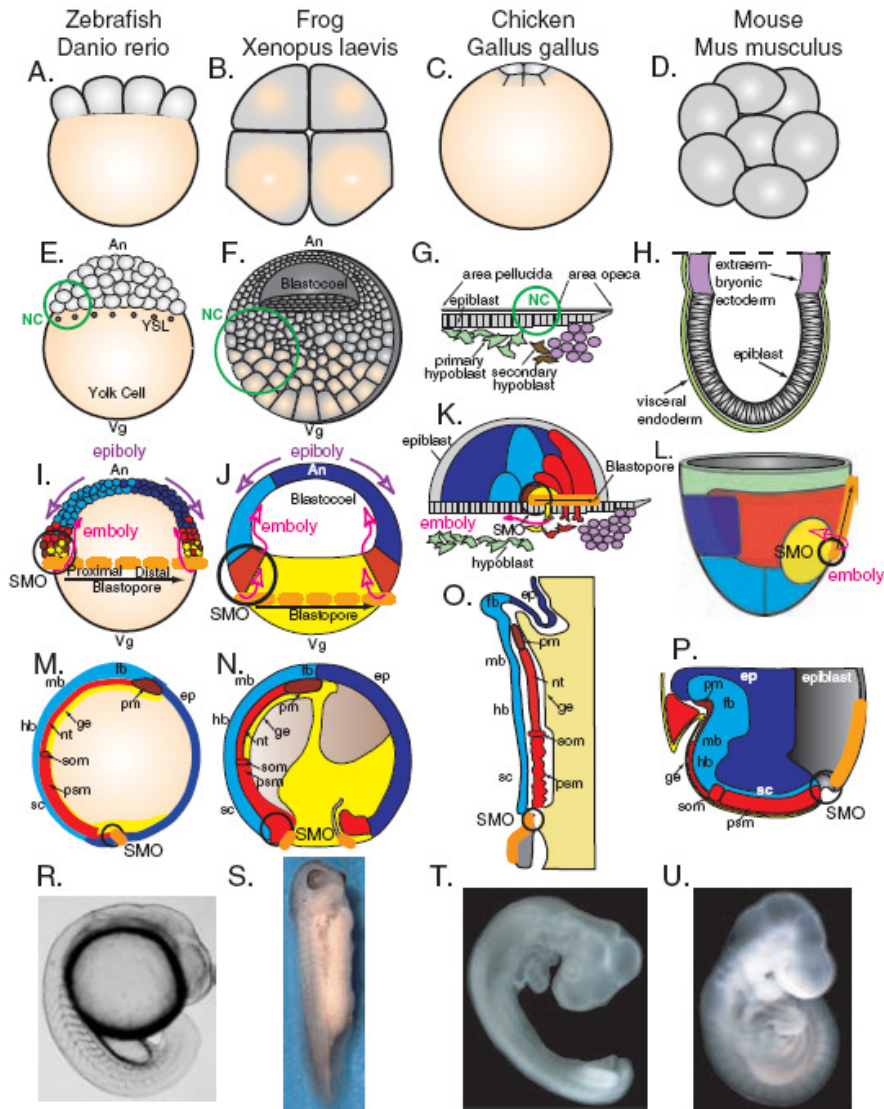 Zebrafish
Danio rerio
Frog
Xenopus laevis
Chicken
Gallus gallus
Mouse
Mus musculus
A.
B.
C.
D.
E.
An
NC
YSL
Yolk Cell
Vg
F.
An
Blastocoel
NC
Vg
G.
area pellucida
area opaca
NC
epiblast
primary
hypoblast
secondary
hypoblast
H.
extraem-
bryonic
ectoderm
epiblast
visceral
endoderm
epiboly
I.
An
emboly
SMO
Proximal
Distal
Blastopore
Vg
epiboly
J.
An
Blastocoel
emboly
SMO
Blastopore
Vg
K.
epiblast
Blastopore
emboly
SMO
hypoblast
L.
SMO
emboly
M.
fb
mb
pm
ep
hb
nt
ge
som
psm
sc
SMO
N.
fb
mb
pm
ep
hb
nt
ge
som
psm
sc
SMO
O.
fb
ep
pm
mb
nt
hb
ge
som
sc
psm
SMO
P.
ep
epiblast
pm
fb
mb
hb
ge
sc
som
psm
SMO
R.
S.
T.
U.